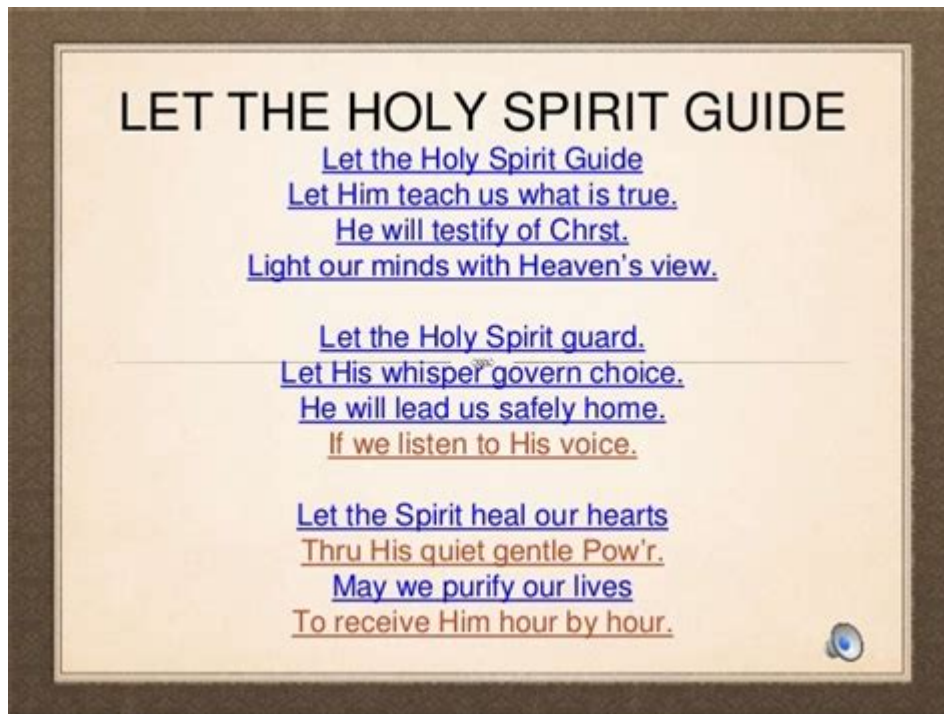 LET THE HOLY SPIRIT GUIDE
Let the Holy Spirit Guide
Let Him teach us what is true.
He will testify of Chrst.
Light our minds with Heaven's view.
Let the Holy Spirit guard.
Let His whisper govern choice.
He will lead us safely home.
If we listen to His voice.
Let the Spirit heal our hearts
Thru His quiet gentle Pow'r.
May we purify our lives
To receive Him hour by hour.